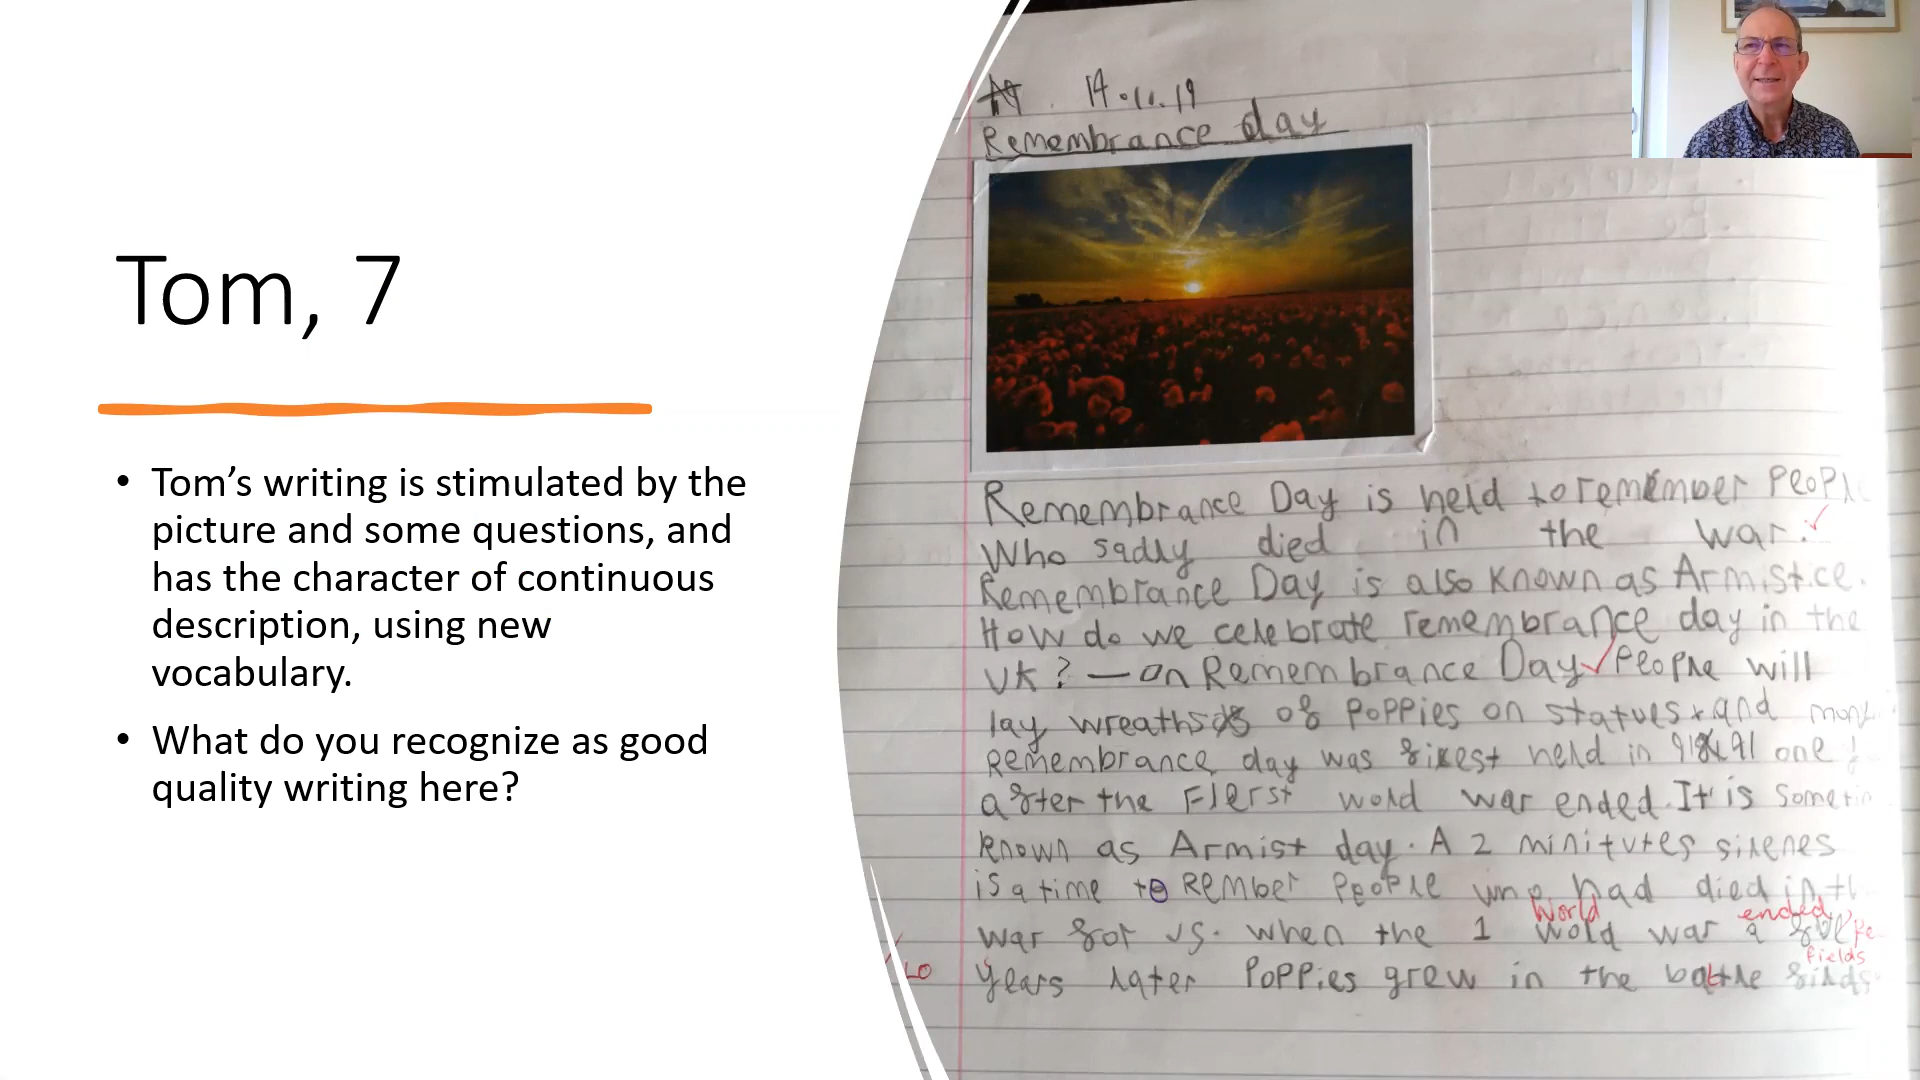 Tom, 7
• Tom’s writing is stimulated by the
picture and some questions, and
has the character of continuous
description, using new
vocabulary.
• What do you recognize as good
quality writing here?
14.11.19
Remembrance day
Remembrance Day is held to remember
Who sadly died in the war.
Remembrance Day is also known as Armistice.
How do we celebrate remembrance day in the
UK? — on Remembrance Day People will
lay wreaths of poppies on statues and
Remembrance day was held in one
after the Fierst wold war ended. It is
known as Armist day. A 2 minitutes
is a time to Rember People who had died in
World ended
war for us. when the 1 wold war a
fields
years later Poppies grew in the battle